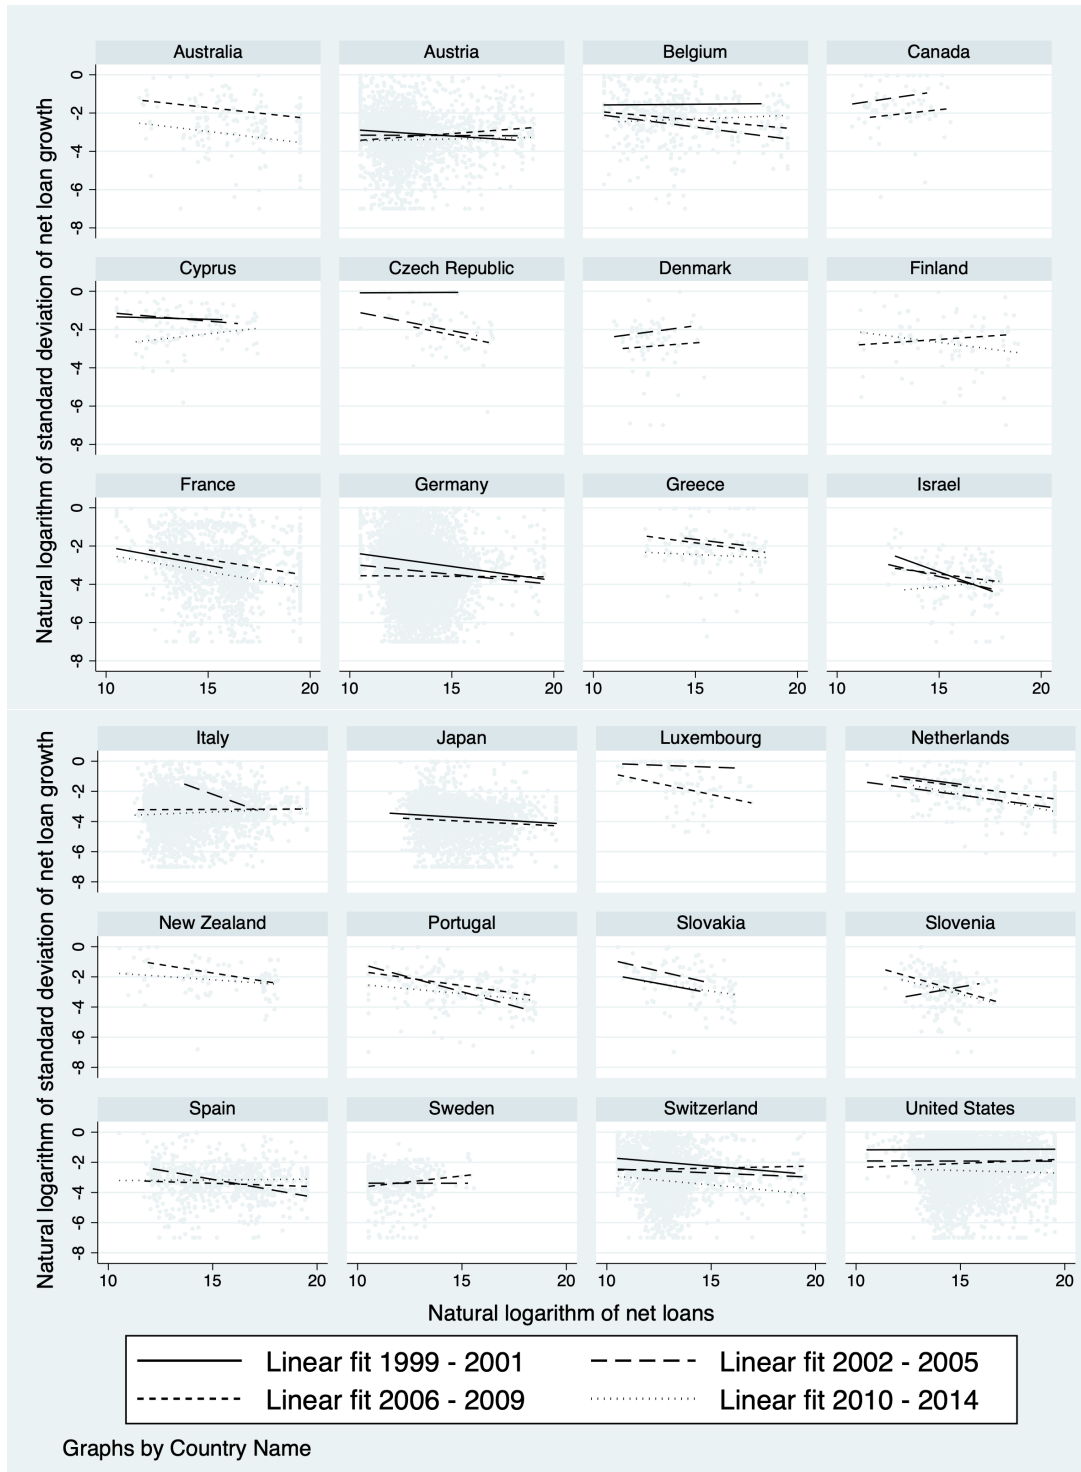 Australia Austria Belgium Canada
0
-2
-4
-6
-8
Cyprus Czech Republic Denmark Finland
0
-2
-4
-6
-8
France Germany Greece Israel
0
-2
-4
-6
-8
10 15 20 10 15 20 10 15 20 10 15 20
Natural logarithm of standard deviation of net loan growth
Italy Japan Luxembourg Netherlands
0
-2
-4
-6
-8
New Zealand Portugal Slovakia Slovenia
0
-2
-4
-6
-8
Spain Sweden Switzerland United States
0
-2
-4
-6
-8
10 15 20 10 15 20 10 15 20 10 15 20
Natural logarithm of standard deviation of net loan growth
Natural logarithm of net loans
Linear fit 1999 - 2001 Linear fit 2002 - 2005
Linear fit 2006 - 2009 Linear fit 2010 - 2014
Graphs by Country Name